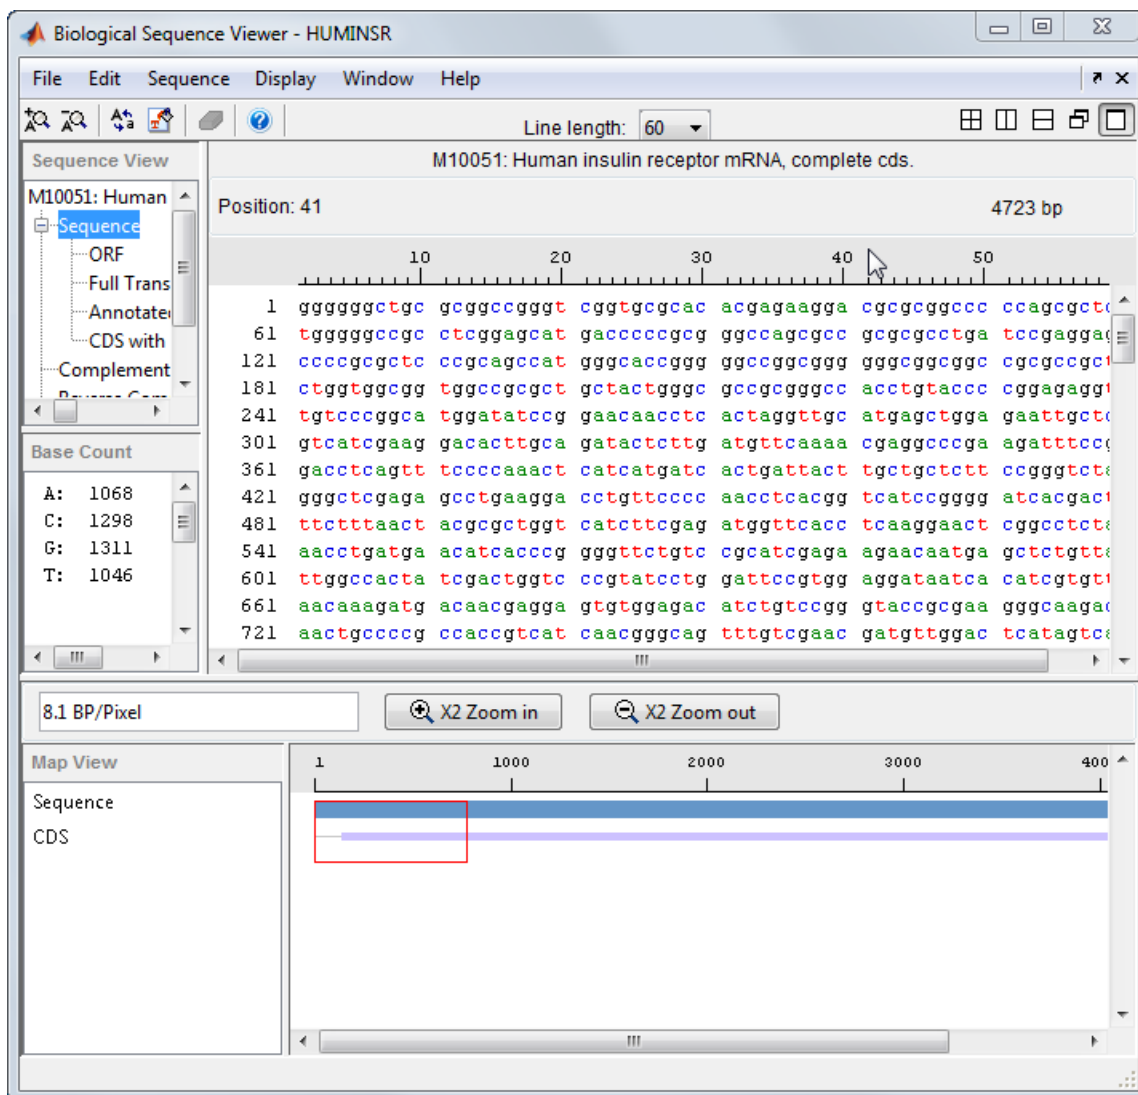 Biological Sequence Viewer - HUMINSR
File Edit Sequence Display Window Help
Line length: 60
Sequence View
M10051: Human
Sequence
ORF
Full Trans
Annotate
CDS with
Complement
M10051: Human insulin receptor mRNA, complete cds.
Position: 41 4723 bp
10 20 30 40 50
1 ggggggctgc gcggccgggt cggtgcgcac acgagaagga cgcgcggccc ccagcgct
61 tgggggccgc ctcggagcat gacccccgcg ggccagcgcc gcgcgcctga tccgagga
121 ccccgcgctc ccgcagccat gggcaccggg ggccggcggg gggcggcggc cgcgccgc
181 ctggtggcgg tggccgcgct gctactgggc gccgcgggcc acctgtaccc cggagagg
241 tgtcccggca tggatatccg gaacaacctc actaggttgc atgagctgga gaattgct
301 gtcatcgaag gacacttgca gatactcttg atgttcaaaa cgaggcccga agatttcc
361 gacctcagtt tccccaaact catcatgatc actgattact tgctgctctt ccgggtct
421 gggctcgaga gcctgaagga cctgttcccc aacctcacgg tcatccgggg atcacgac
481 ttctttaact acgcgctggt catcttcgag atggttcacc tcaaggaact cggcctct
541 aacctgatga acatcacccg gggttctgtc cgcatcgaga agaacaatga gctctgtt
601 ttggccacta tcgactggtc ccgtatcctg gattccgtgg aggataatca catcgtgt
661 aacaaagatg acaacgagga gtgtggagac atctgtccgg gtaccgcgaa gggcaaga
721 aactgccccg ccaccgtcat caacgggcag tttgtcgaac gatgttggac tcatagtc
Base Count
A: 1068
C: 1298
G: 1311
T: 1046
8.1 BP/Pixel X2 Zoom in X2 Zoom out
Map View
1 1000 2000 3000 400
Sequence
CDS